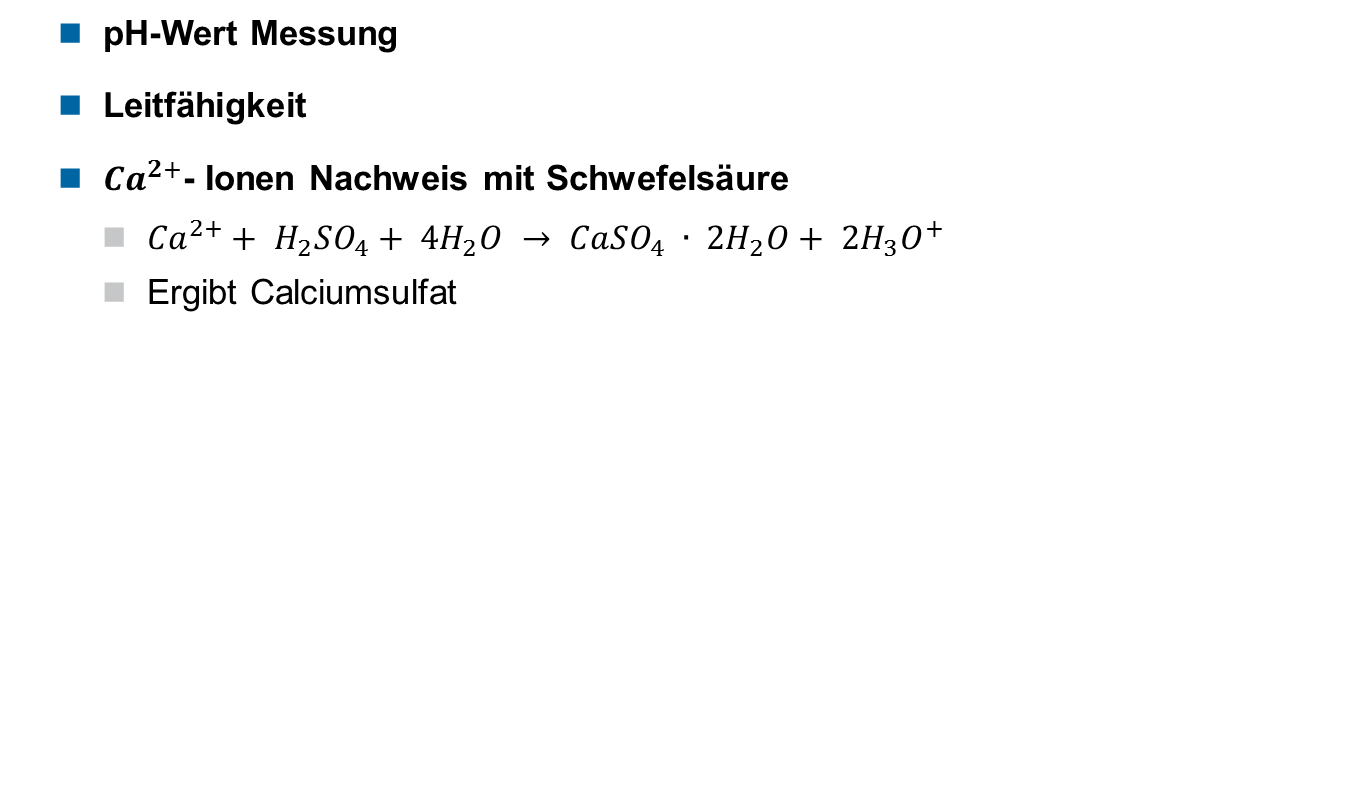 pH-Wert Messung
Leitfähigkeit
Ca²⁺- Ionen Nachweis mit Schwefelsäure
Ca²⁺ + H₂SO₄ + 4H₂O → CaSO₄ · 2H₂O + 2H₃O⁺
Ergibt Calciumsulfat